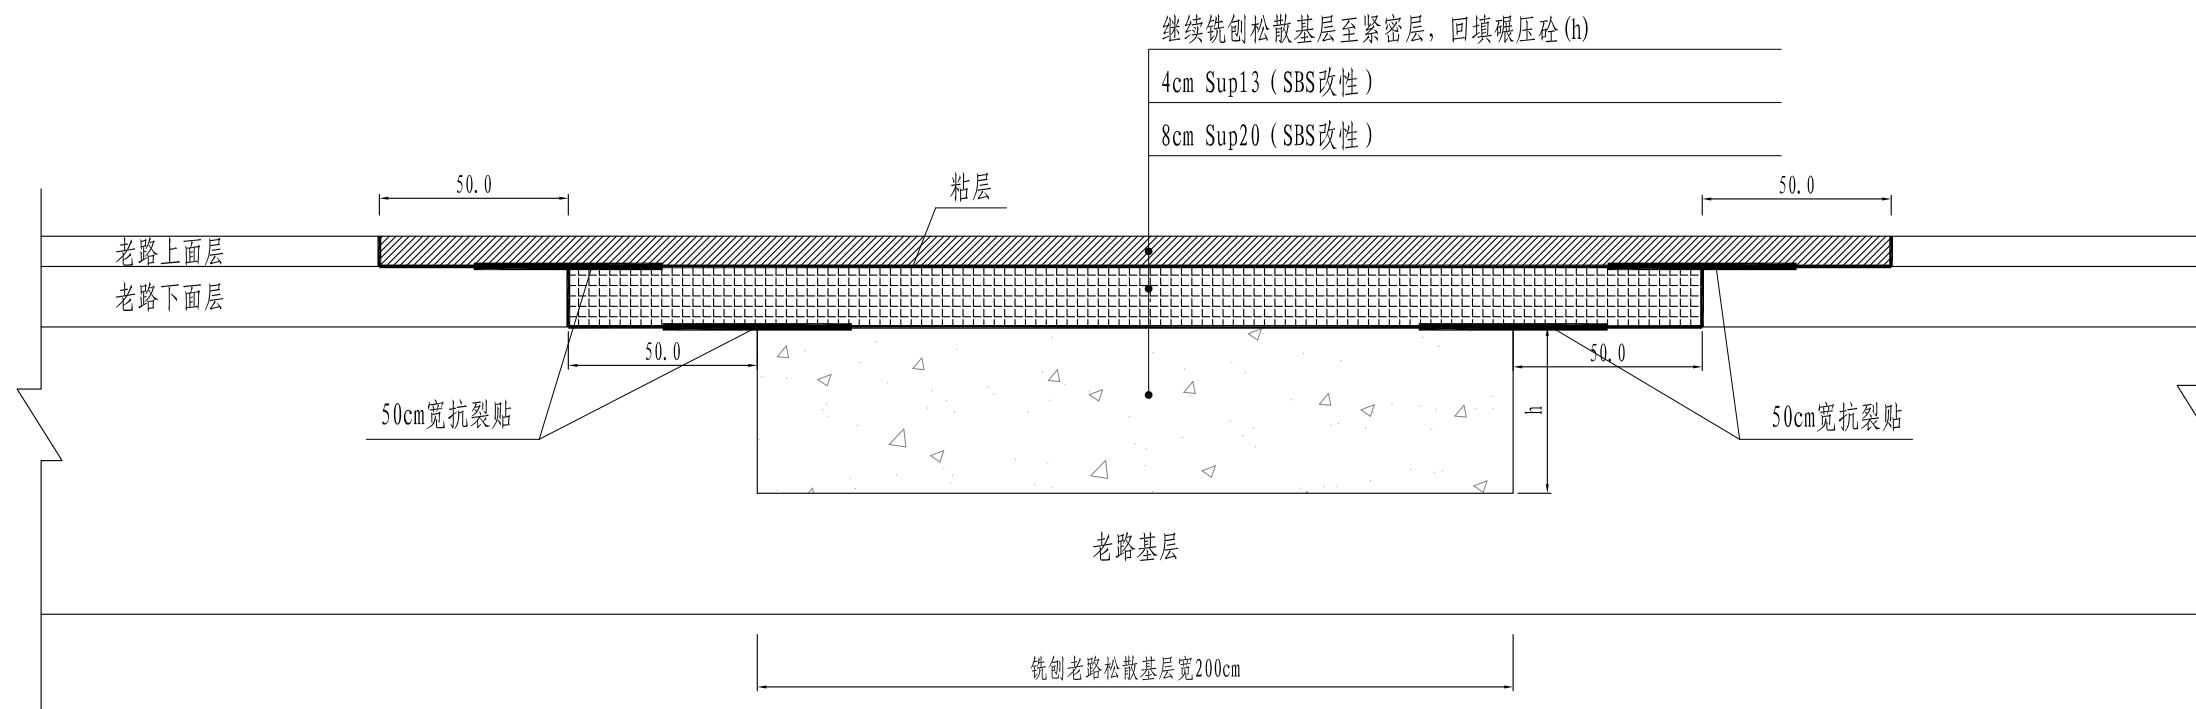 继续铣刨松散基层至紧密层，回填碾压砼(h)
4cm Sup13（SBS改性）
8cm Sup20（SBS改性）
50.0
粘层
50.0
老路上面层
老路下面层
50.0
50.0
50cm宽抗裂贴
h
50cm宽抗裂贴
老路基层
铣刨老路松散基层宽200cm